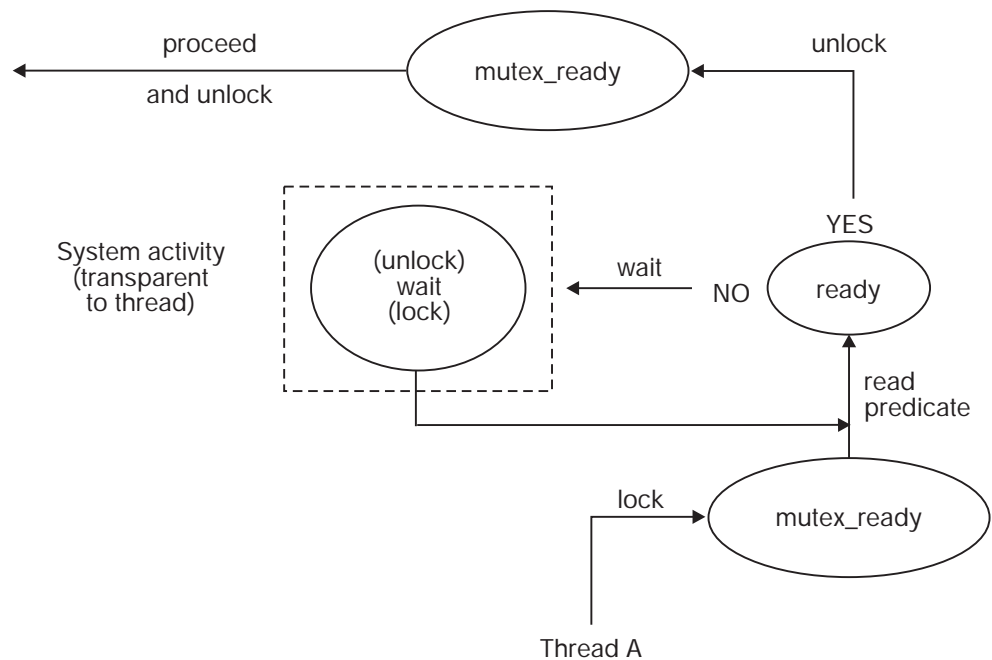 proceed
and unlock
mutex_ready
unlock
System activity
(transparent
to thread)
(unlock)
wait
(lock)
wait
NO
YES
ready
read
predicate
lock
mutex_ready
Thread A